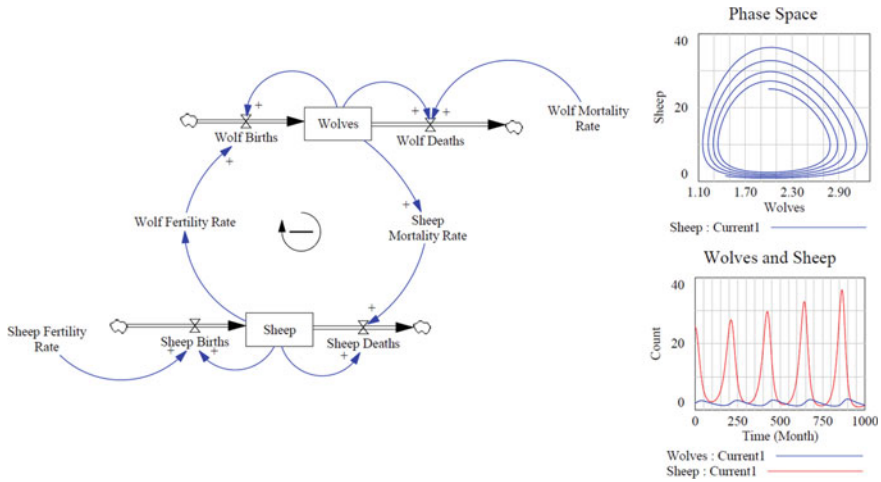 +
+
+
Wolves
Wolf Births
Wolf Deaths
Wolf Mortality
Rate
+
Wolf Fertility Rate
+
Sheep
Mortality Rate
+
Sheep Fertility
Rate
Sheep
Sheep Births
Sheep Deaths
+
+
+
Phase Space
40
20
0
Sheep
1.10 1.70 2.30 2.90
Wolves
Sheep : Current1
Wolves and Sheep
40
20
0
Count
0 250 500 750 1000
Time (Month)
Wolves : Current1
Sheep : Current1